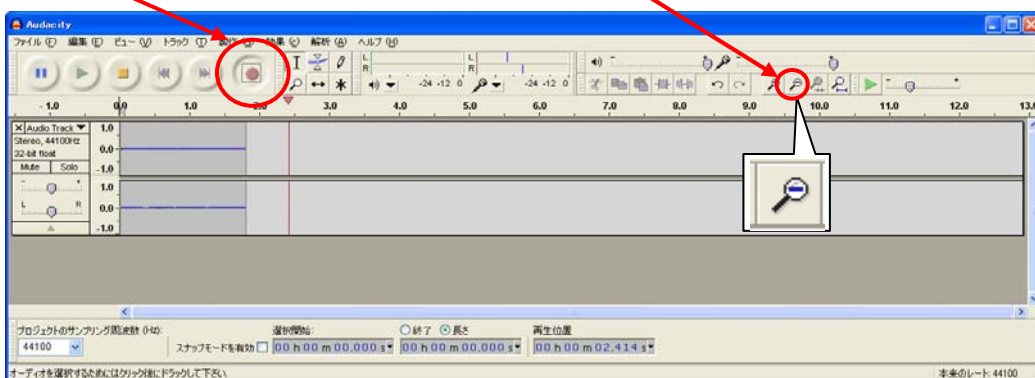 Audacity
ファイル(F) 編集(E) ビュー(V) トラック(T) 効果(C) 解析(A) ヘルプ(H)
L
R
L
R
-24 -12 0
-24 -12 0
- 1.0 0.0 1.0 2.0 3.0 4.0 5.0 6.0 7.0 8.0 9.0 10.0 11.0 12.0 13.0
Audio Track
Stereo, 44100Hz
32-bit float
Mute Solo
1.0
0.0
-1.0
L R
1.0
0.0
-1.0
プロジェクトのサンプリング周波数 (Hz): 選択開始: 終了 長さ 再生位置
44100 スナップモードを有効 00 h 00 m 00.000 s 00 h 00 m 00.000 s 00 h 00 m 02.414 s
オーディオを選択するためにはクリック後にドラッグして下さい 本来のレート: 44100